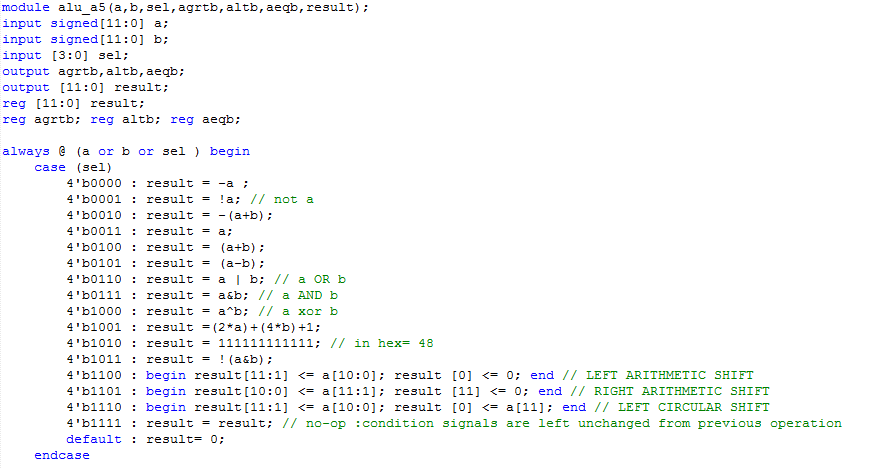 module alu_a5(a,b,sel,agrtb,altb,aeqb,result);
input signed[11:0] a;
input signed[11:0] b;
input [3:0] sel;
output agrtb,altb,aeqb;
output [11:0] result;
reg [11:0] result;
reg agrtb; reg altb; reg aeqb;

always @ (a or b or sel ) begin
    case (sel)
        4'b0000 : result = -a ;
        4'b0001 : result = !a; // not a
        4'b0010 : result = -(a+b);
        4'b0011 : result = a;
        4'b0100 : result = (a+b);
        4'b0101 : result = (a-b);
        4'b0110 : result = a | b; // a OR b
        4'b0111 : result = a&b; // a AND b
        4'b1000 : result = a^b; // a xor b
        4'b1001 : result =(2*a)+(4*b)+1;
        4'b1010 : result = 111111111111; // in hex= 48
        4'b1011 : result = !(a&b);
        4'b1100 : begin result[11:1] <= a[10:0]; result [0] <= 0; end // LEFT ARITHMETIC SHIFT
        4'b1101 : begin result[10:0] <= a[11:1]; result [11] <= 0; end // RIGHT ARITHMETIC SHIFT
        4'b1110 : begin result[11:1] <= a[10:0]; result [0] <= a[11]; end // LEFT CIRCULAR SHIFT
        4'b1111 : result = result; // no-op :condition signals are left unchanged from previous operation
        default : result= 0;
    endcase